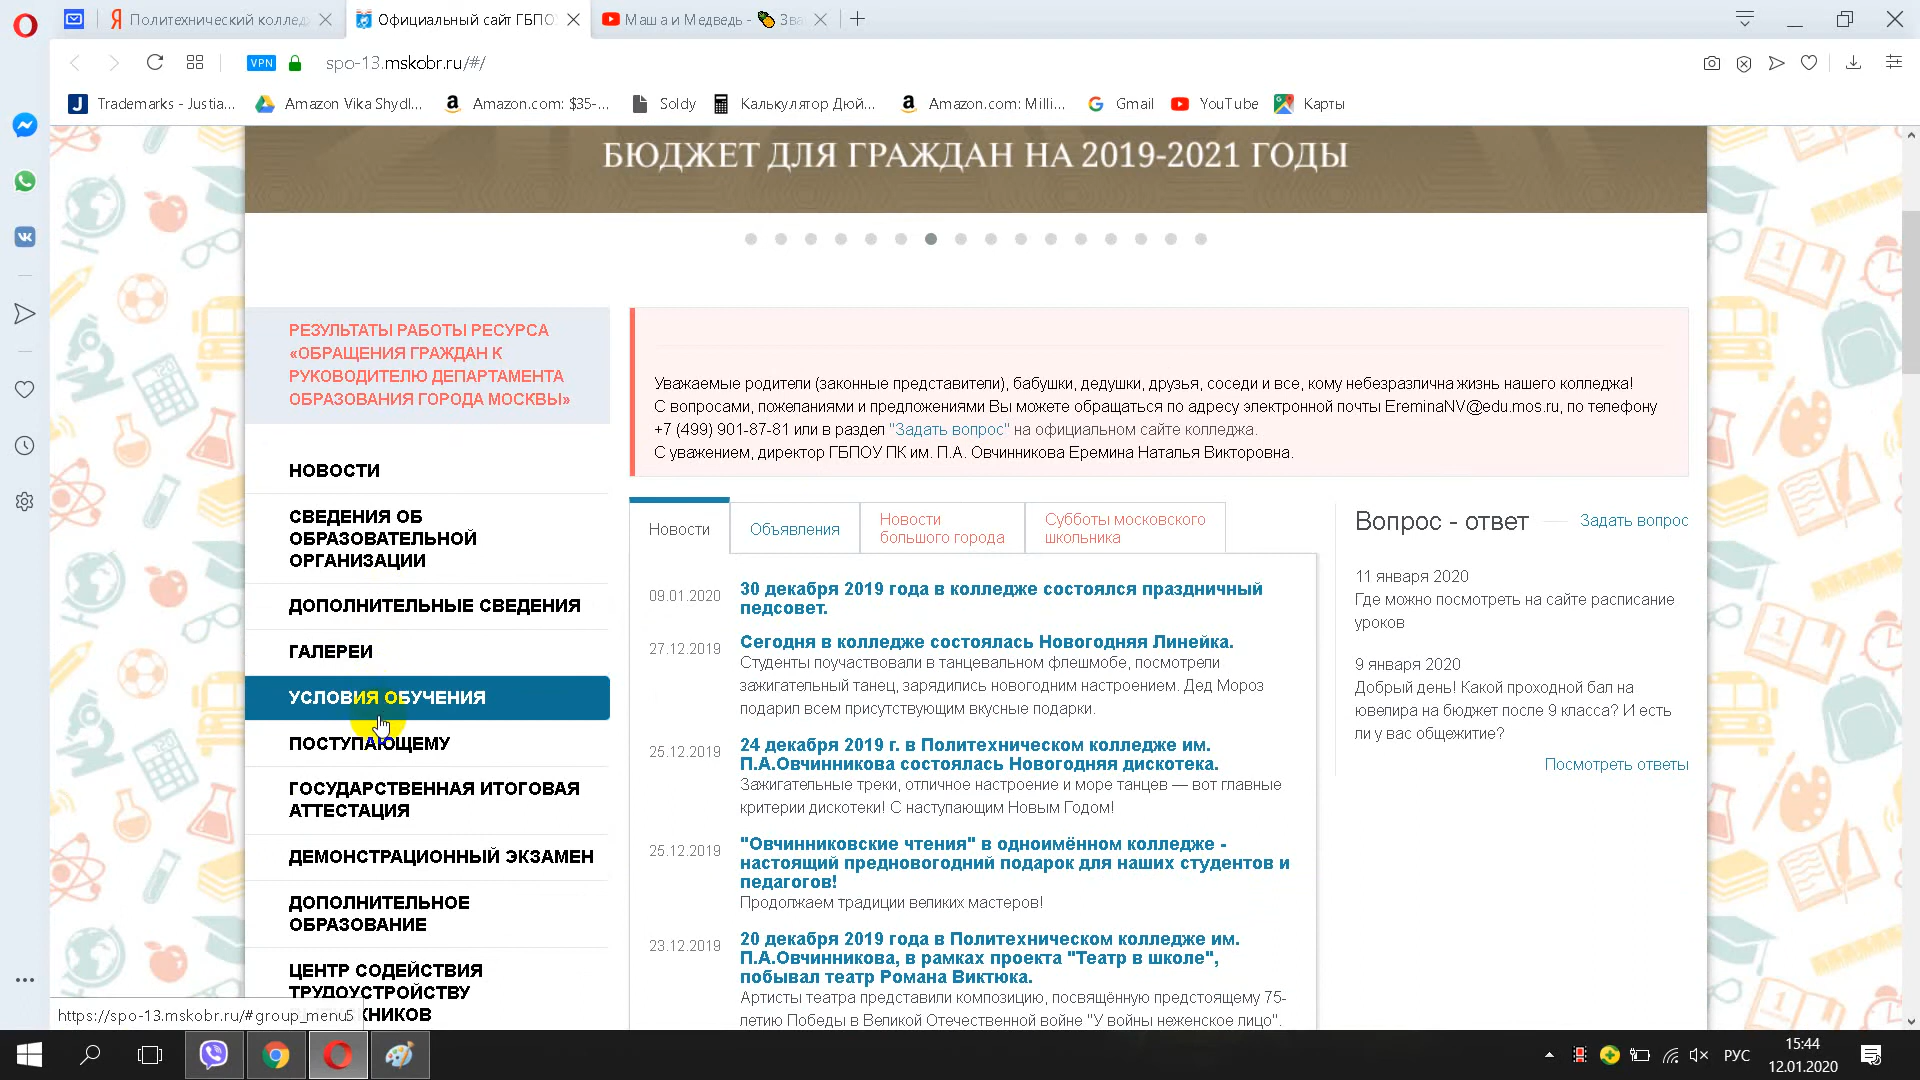 Политехнический коллед
Официальный сайт ГБПО
Маша и Медведь - 🍍 Зва
VPN
spo-13.mskobr.ru/#/
Trademarks - Justia...
Amazon Vika Shydl...
Amazon.com: $35-...
Soldy
Калькулятор Дюй...
Amazon.com: Milli...
Gmail
YouTube
Карты
БЮДЖЕТ ДЛЯ ГРАЖДАН НА 2019-2021 ГОДЫ
РЕЗУЛЬТАТЫ РАБОТЫ РЕСУРСА
«ОБРАЩЕНИЯ ГРАЖДАН К
РУКОВОДИТЕЛЮ ДЕПАРТАМЕНТА
ОБРАЗОВАНИЯ ГОРОДА МОСКВЫ»
НОВОСТИ
СВЕДЕНИЯ ОБ
ОБРАЗОВАТЕЛЬНОЙ
ОРГАНИЗАЦИИ
ДОПОЛНИТЕЛЬНЫЕ СВЕДЕНИЯ
ГАЛЕРЕИ
УСЛОВИЯ ОБУЧЕНИЯ
ПОСТУПАЮЩЕМУ
ГОСУДАРСТВЕННАЯ ИТОГОВАЯ
АТТЕСТАЦИЯ
ДЕМОНСТРАЦИОННЫЙ ЭКЗАМЕН
ДОПОЛНИТЕЛЬНОЕ
ОБРАЗОВАНИЕ
ЦЕНТР СОДЕЙСТВИЯ
ТРУДОУСТРОЙСТВУ
КНИКОВ
Уважаемые родители (законные представители), бабушки, дедушки, друзья, соседи и все, кому небезразлична жизнь нашего колледжа!
С вопросами, пожеланиями и предложениями Вы можете обращаться по адресу электронной почты EreminaNV@edu.mos.ru, по телефону
+7 (499) 901-87-81 или в раздел "Задать вопрос" на официальном сайте колледжа.
С уважением, директор ГБПОУ ПК им. П.А. Овчинникова Еремина Наталья Викторовна.
Новости
Объявления
Новости
большого города
Субботы московского
школьника
09.01.2020
30 декабря 2019 года в колледже состоялся праздничный
педсовет.
27.12.2019
Сегодня в колледже состоялась Новогодняя Линейка.
Студенты поучаствовали в танцевальном флешмобе, посмотрели
зажигательный танец, зарядились новогодним настроением. Дед Мороз
подарил всем присутствующим вкусные подарки.
25.12.2019
24 декабря 2019 г. в Политехническом колледже им.
П.А.Овчинникова состоялась Новогодняя дискотека.
Зажигательные треки, отличное настроение и море танцев — вот главные
критерии дискотеки! С наступающим Новым Годом!
25.12.2019
"Овчинниковские чтения" в одноимённом колледже -
настоящий предновогодний подарок для наших студентов и
педагогов!
Продолжаем традиции великих мастеров!
23.12.2019
20 декабря 2019 года в Политехническом колледже им.
П.А.Овчинникова, в рамках проекта "Театр в школе",
побывал театр Романа Виктюка.
Артисты театра представили композицию, посвящённую предстоящему 75-
летию Победы в Великой Отечественной войне "У войны неженское лицо".
Вопрос - ответ
Задать вопрос
11 января 2020
Где можно посмотреть на сайте расписание
уроков
9 января 2020
Добрый день! Какой проходной бал на
ювелира на бюджет после 9 класса? И есть
ли у вас общежитие?
Посмотреть ответы
https://spo-13.mskobr.ru/#group_menu5
РУС
15:44
12.01.2020